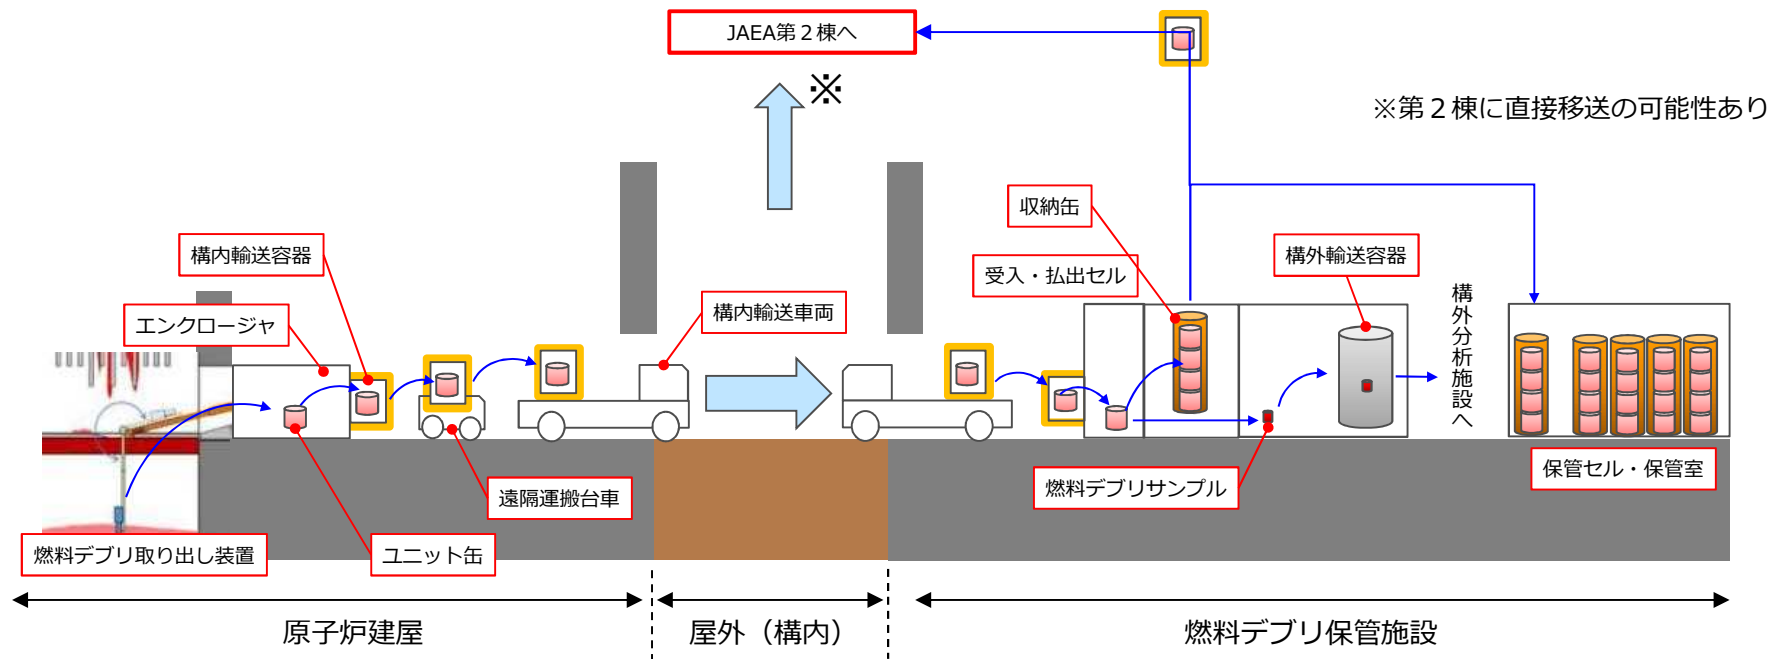 JAEA第２棟へ
※
※第２棟に直接移送の可能性あり
収納缶
構内輸送容器
受入・払出セル
構外輸送容器
エンクロージャ
構内輸送車両
構外分析施設へ
遠隔運搬台車
燃料デブリサンプル
保管セル・保管室
燃料デブリ取り出し装置
ユニット缶
原子炉建屋
屋外（構内）
燃料デブリ保管施設